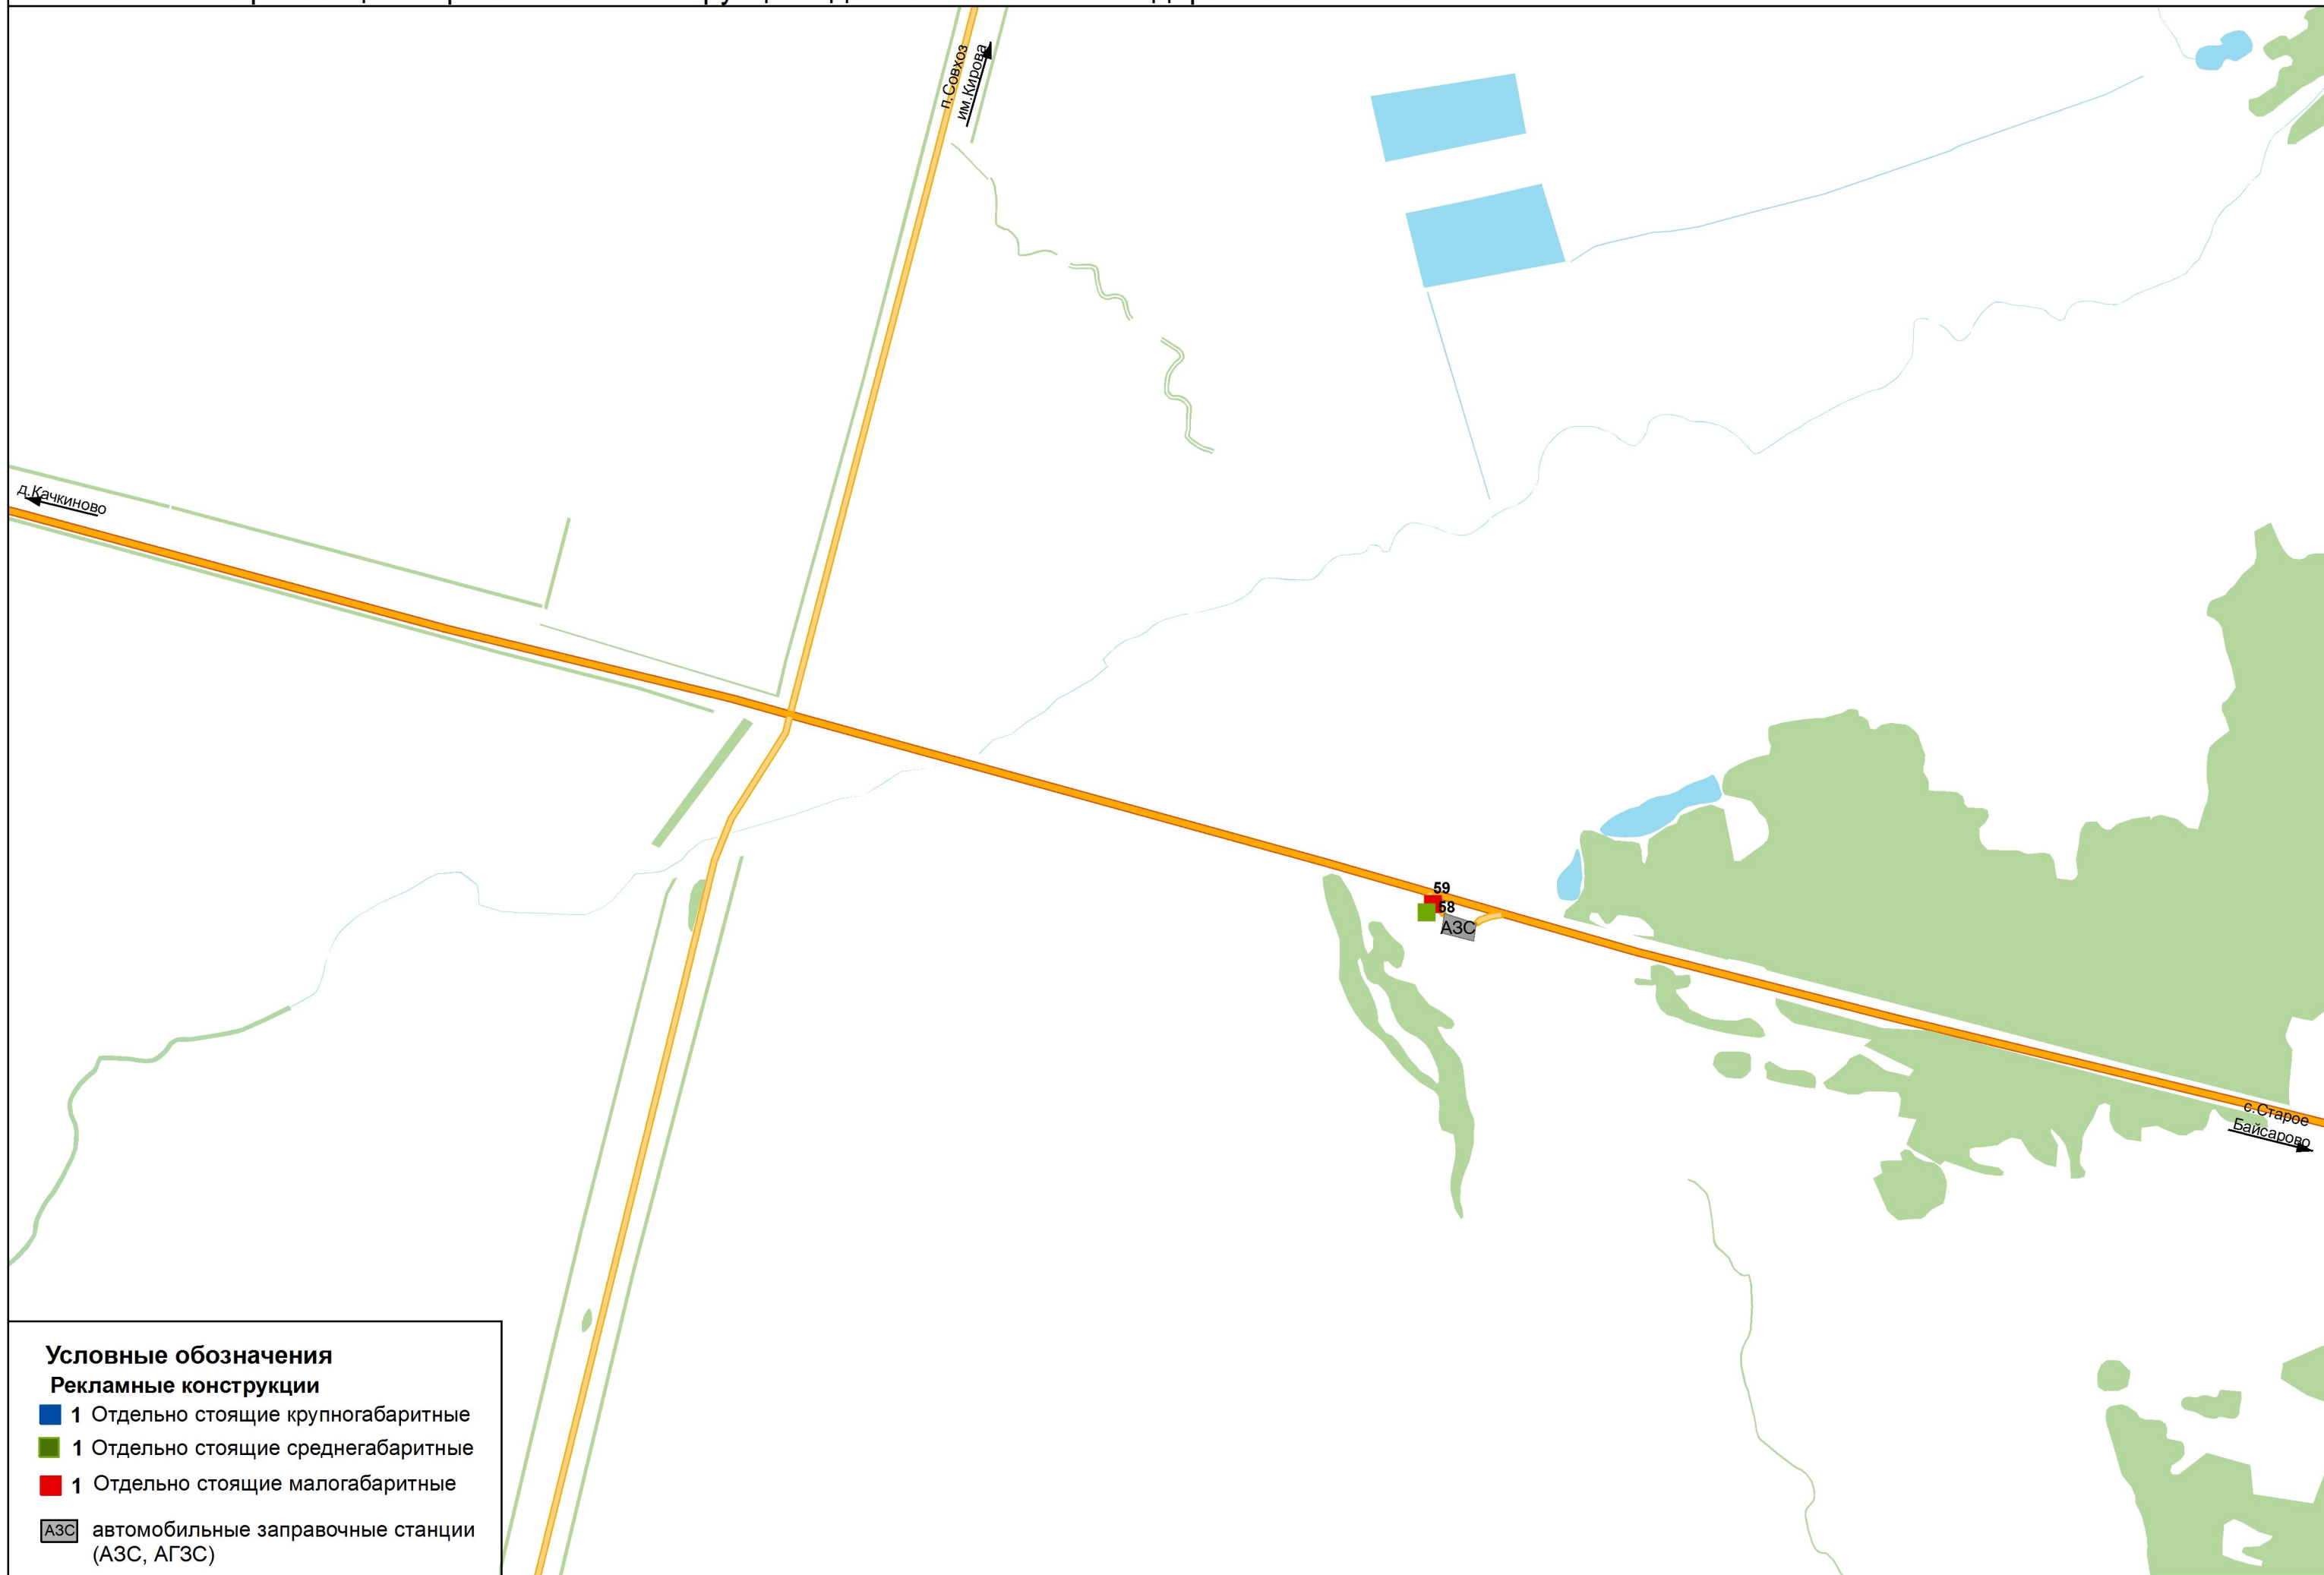 п.Совхоз
им.Кирова
д.Качкиново
59
58
АЗС
с.Старое
Байсарово
Условные обозначения
Рекламные конструкции
1 Отдельно стоящие крупногабаритные
1 Отдельно стоящие среднегабаритные
1 Отдельно стоящие малогабаритные
АЗС автомобильные заправочные станции
(АЗС, АГЗС)